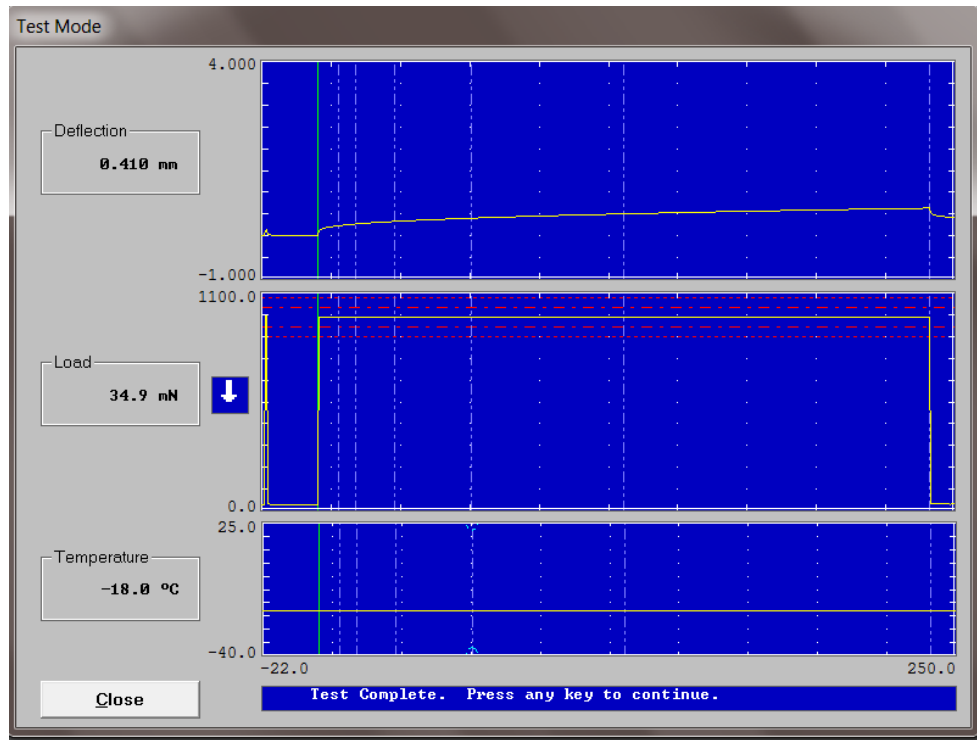 Test Mode
4.000
Deflection
0.410 mm
-1.000
1100.0
Load
34.9 mN
0.0
25.0
Temperature
-18.0 ºC
-40.0
-22.0 250.0
Close
Test Complete. Press any key to continue.